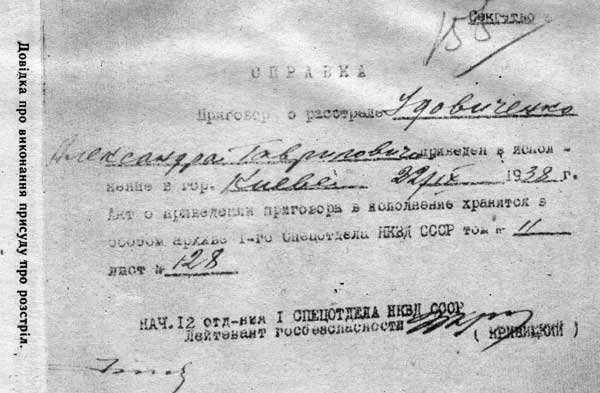 Довідка про виконання присуду про розстріл.
Секретно
155
СПРАВКА
Приговор о расстреле Удовиченко
Александра Гавриловича приведен в испол-
нение в гор. Киеве 22/IX 1938 г.
Акт о приведении приговора в исполнение хранится в
особом архиве 1-го Спецотдела НКВД СССР том № 11
лист № 128
НАЧ.12 отд-ния I СПЕЦОТДЕЛА НКВД СССР
Лейтенант госбезопасности
( КРИВИЦКИЙ )